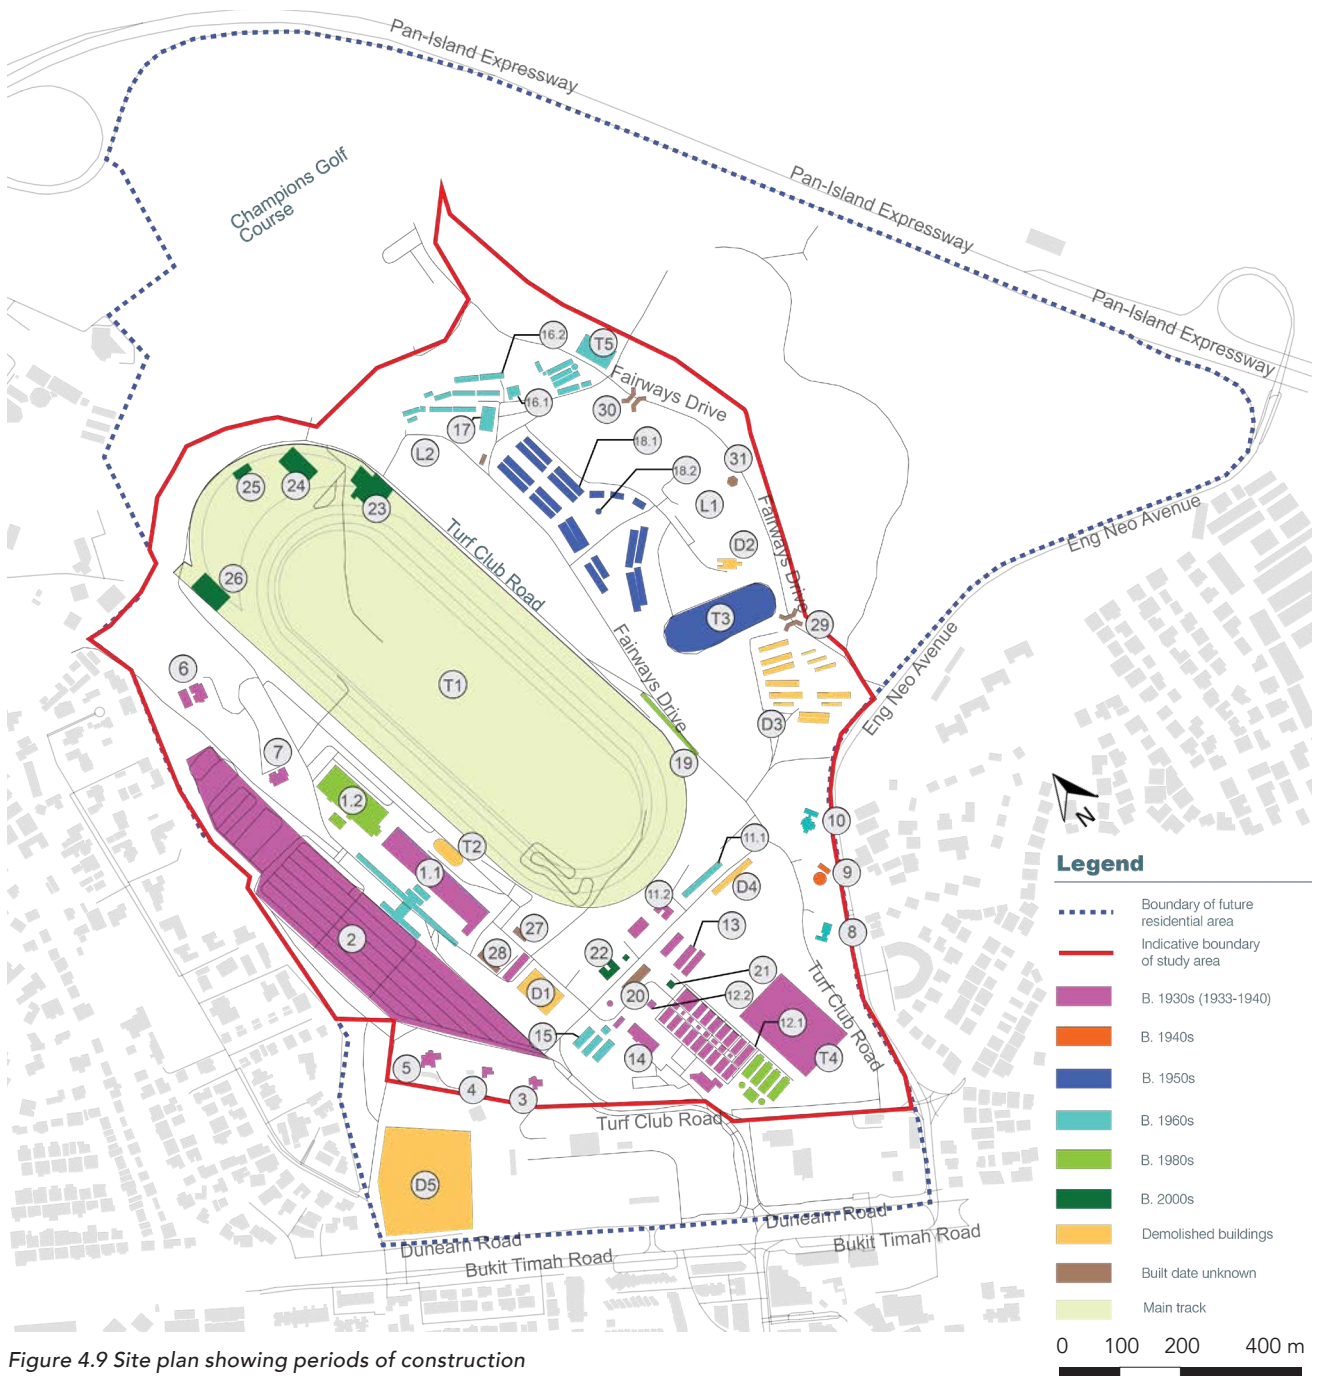 Pan-Island Expressway
Pan-Island Expressway
Pan-Island Expressway
Champions Golf
Course
16.2
T5
Fairways Drive
16.1
30
17
18.1
L2
31
18.2
25
24
23
L1
Fairways Drive
Turf Club Road
D2
Eng Neo Avenue
26
T3
29
Fairways Drive
Eng Neo Avenue
6
T1
D3
7
19
1.2
10
T2
11.1
1.1
9
D4
11.2
13
27
8
2
28
22
21
Turf Club Road
D1
20
12.2
15
12.1
14
T4
5
4
3
Turf Club Road
D5
Dunearn Road
Dunearn Road
Bukit Timah Road
Bukit Timah Road
N
Legend
Boundary of future
residential area
Indicative boundary
of study area
B. 1930s (1933-1940)
B. 1940s
B. 1950s
B. 1960s
B. 1980s
B. 2000s
Demolished buildings
Built date unknown
Main track
0 100 200 400 m
Figure 4.9 Site plan showing periods of construction